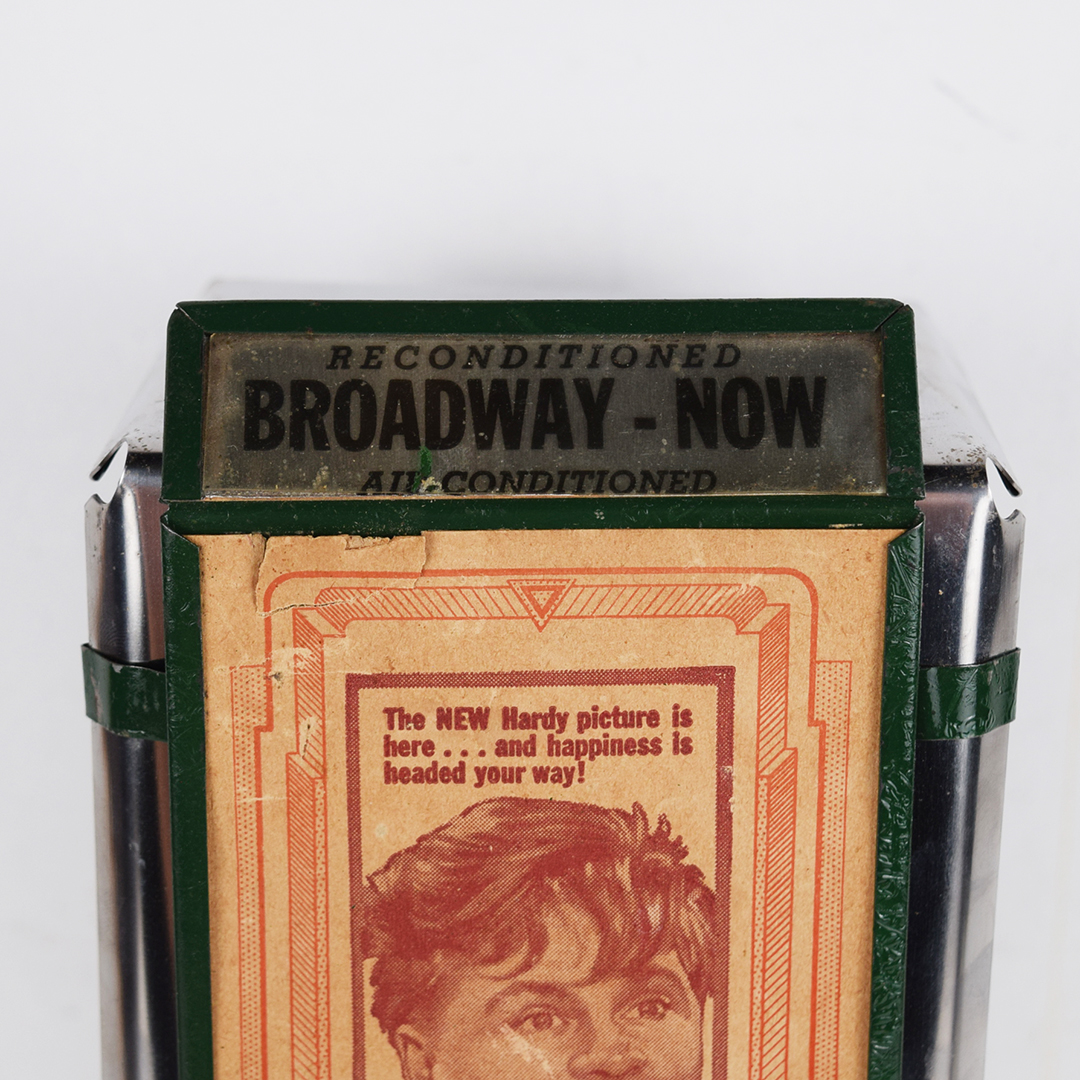 RECONDITIONED
BROADWAY - NOW
AIR-CONDITIONED
The NEW Hardy picture is
here . . . and happiness is
headed your way!